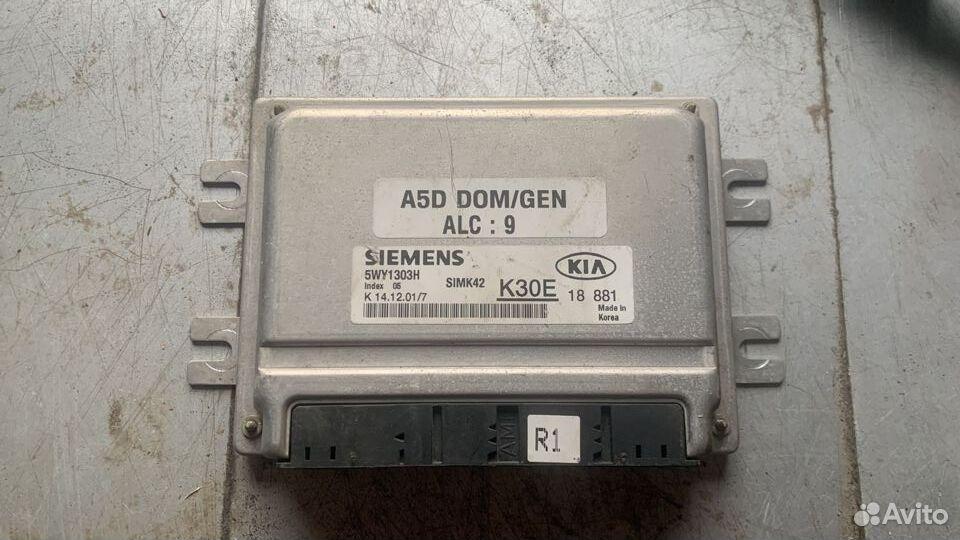 A5D DOM/GEN
ALC : 9
SIEMENS
KIA
5WY1303H
SIMK42
K30E
18 881
Index 05
K 14.12.01/7
Made in
Korea
AMP
R1
Avito